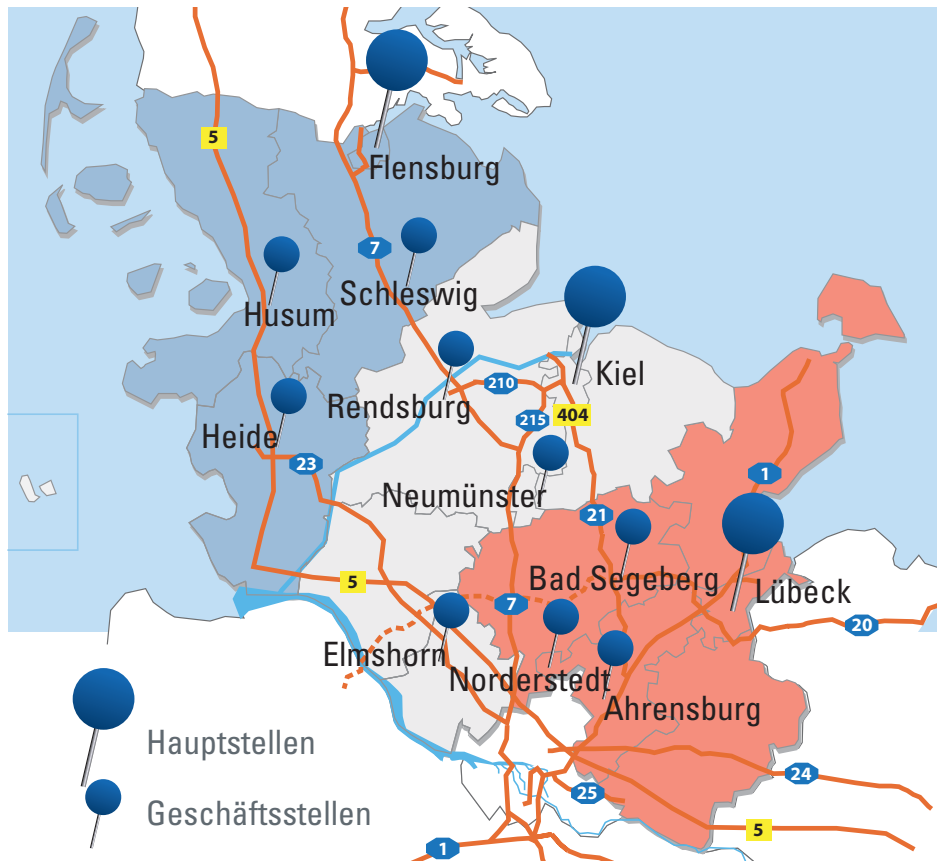 5
Flensburg
7
Schleswig
Husum
Kiel
210
Rendsburg
404
215
Heide
23
1
Neumünster
21
Bad Segeberg
5
7
Lübeck
20
Elmshorn
Norderstedt
Ahrensburg
Hauptstellen
24
25
Geschäftsstellen
5
1